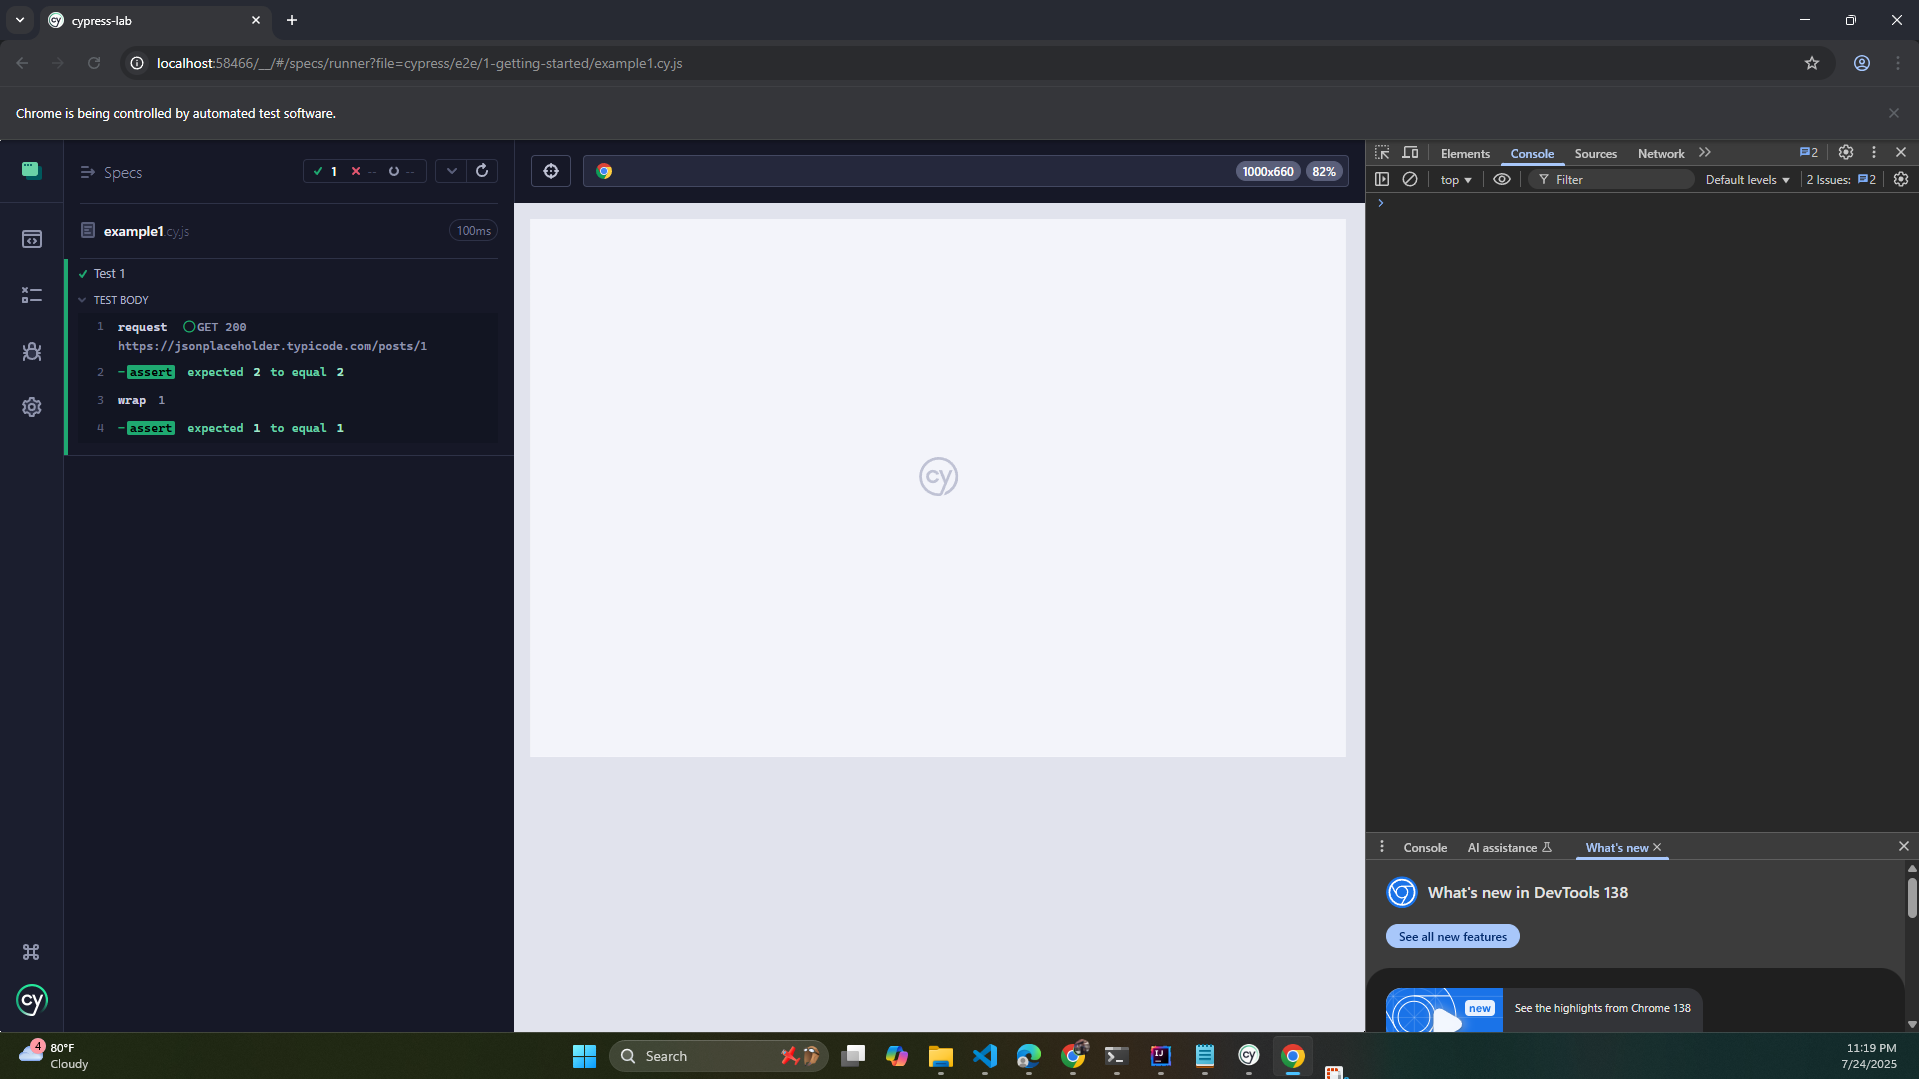 cypress-lab
localhost:58466/__/#/specs/runner?file=cypress/e2e/1-getting-started/example1.cy.js
Chrome is being controlled by automated test software.
Specs
1 -- --
example1.cy.js 100ms
Test 1
TEST BODY
1 request GET 200
https://jsonplaceholder.typicode.com/posts/1
2 -assert expected 2 to equal 2
3 wrap 1
4 -assert expected 1 to equal 1
cy
1000x660 82%
cy
Elements Console Sources Network 2
top Filter Default levels 2 Issues: 2
Console AI assistance What's new
What's new in DevTools 138
See all new features
new See the highlights from Chrome 138
4
80°F
Cloudy
Search
11:19 PM
7/24/2025